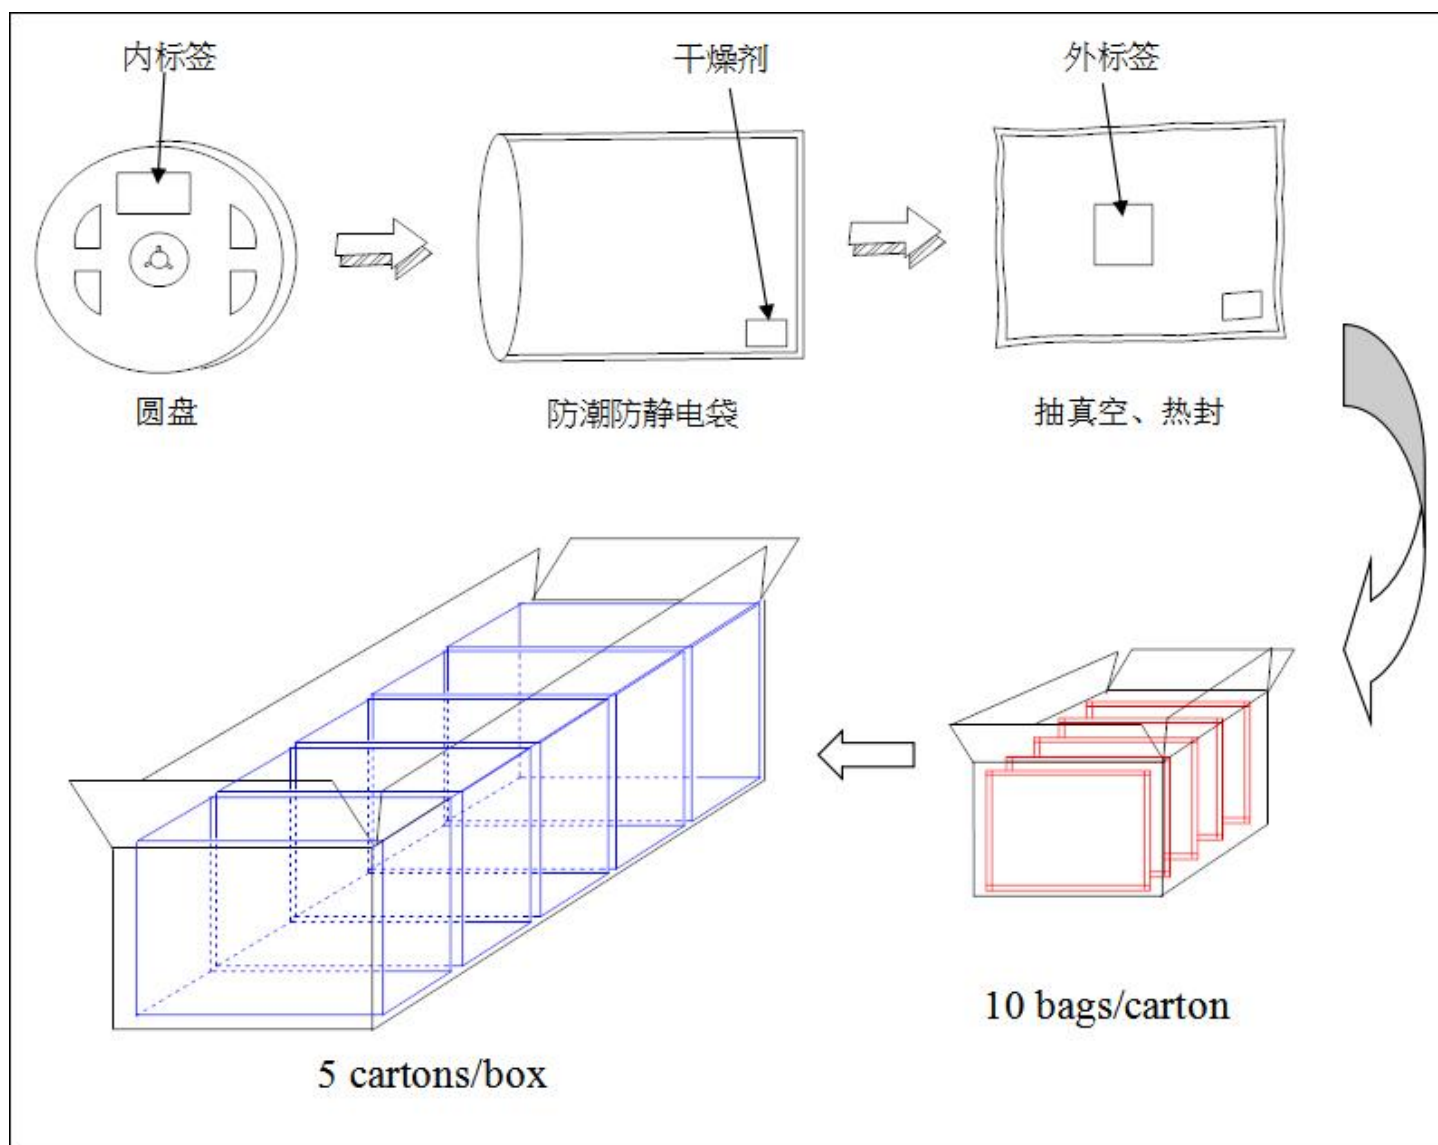 内标签
干燥剂
外标签
圆盘
防潮防静电袋
抽真空、热封
10 bags/carton
5 cartons/box